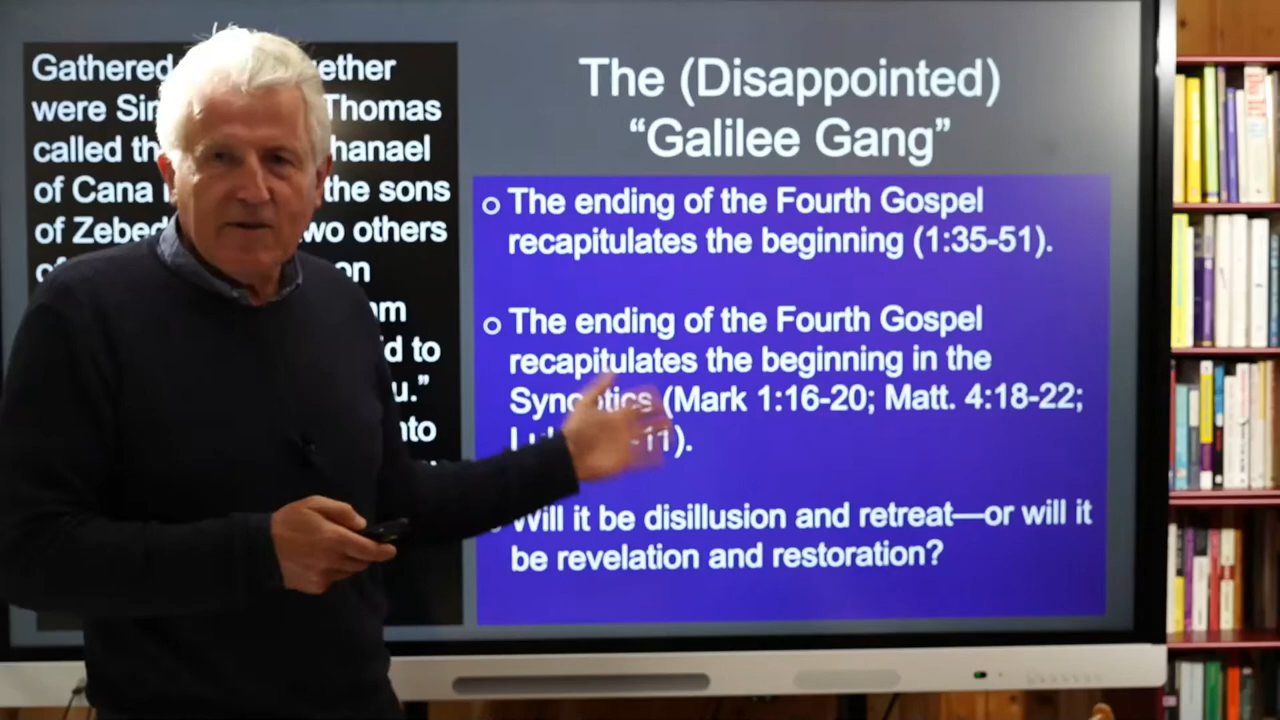 Gathered ether
were Sim Thomas
called th hanael
of Cana the sons
of Zebed wo others
on
om
d to
u.”
nto
The (Disappointed)
“Galilee Gang”
The ending of the Fourth Gospel
recapitulates the beginning (1:35-51).
The ending of the Fourth Gospel
recapitulates the beginning in the
Synoptics (Mark 1:16-20; Matt. 4:18-22;
-11).
Will it be disillusion and retreat—or will it
be revelation and restoration?